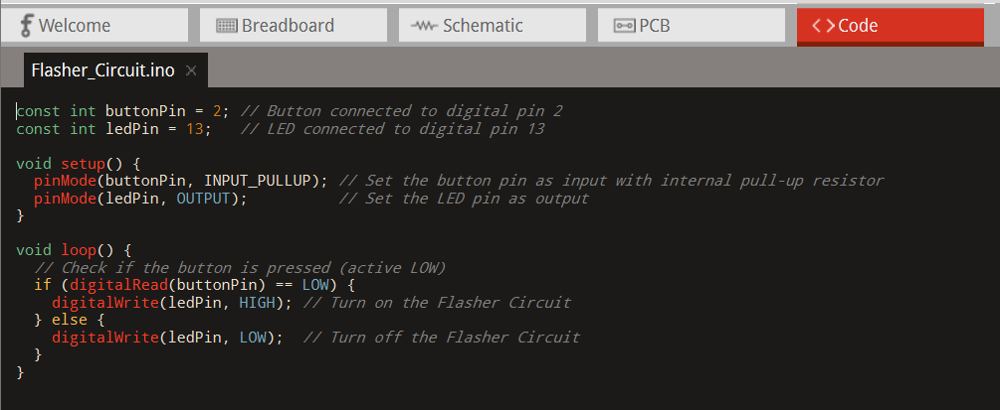 Welcome
Breadboard
Schematic
PCB
Code
Flasher_Circuit.ino
const int buttonPin = 2; // Button connected to digital pin 2
const int ledPin = 13;   // LED connected to digital pin 13
void setup() {
  pinMode(buttonPin, INPUT_PULLUP); // Set the button pin as input with internal pull-up resistor
  pinMode(ledPin, OUTPUT);          // Set the LED pin as output
}
void loop() {
  // Check if the button is pressed (active LOW)
  if (digitalRead(buttonPin) == LOW) {
    digitalWrite(ledPin, HIGH); // Turn on the Flasher Circuit
  } else {
    digitalWrite(ledPin, LOW);  // Turn off the Flasher Circuit
  }
}